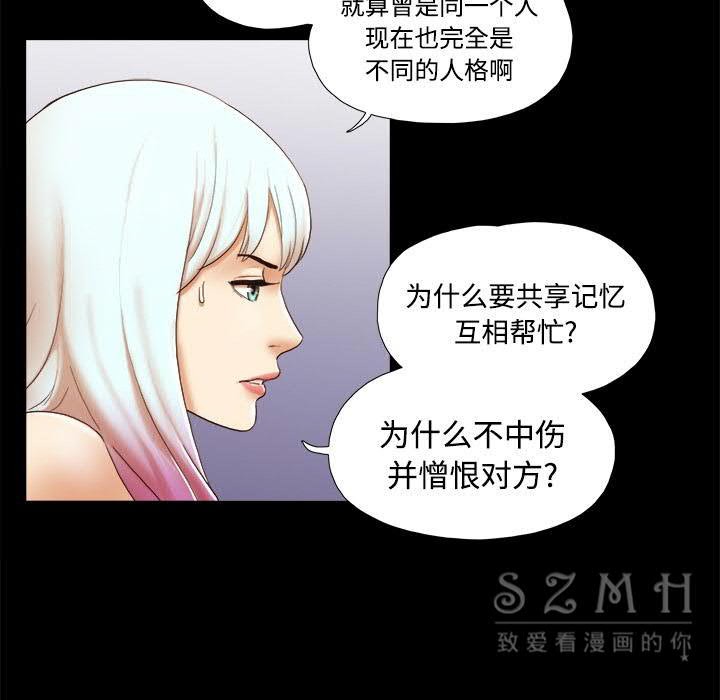 就算曾是同一个人
现在也完全是
不同的人格啊
为什么要共享记忆
互相帮忙?
为什么不中伤
并憎恨对方?
SZMH
致爱看漫画的你